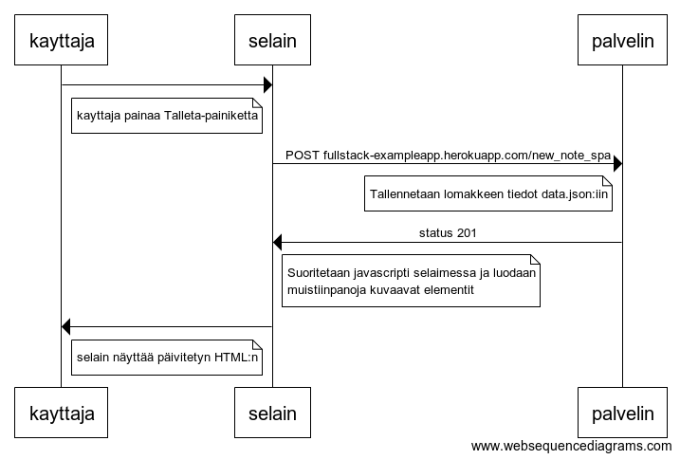 kayttaja
selain
palvelin
kayttaja painaa Talleta-painiketta
POST fullstack-exampleapp.herokuapp.com/new_note_spa
Tallennetaan lomakkeen tiedot data.json:iin
status 201
Suoritetaan javascripti selaimessa ja luodaan
muistiinpanoja kuvaavat elementit
selain näyttää päivitetyn HTML:n
kayttaja
selain
palvelin
www.websequencediagrams.com